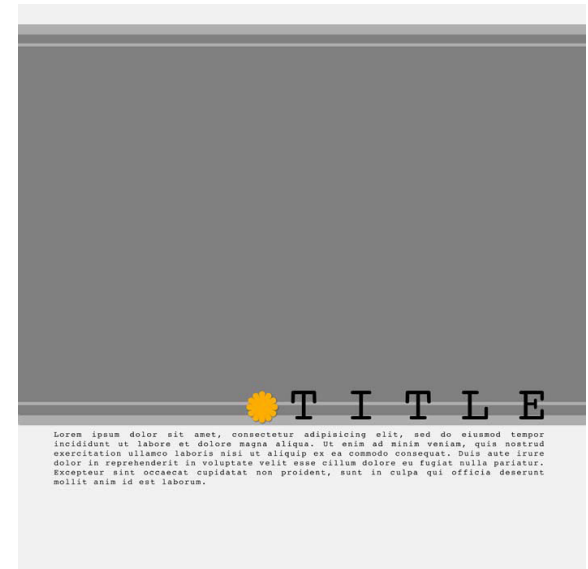 TITLE
Lorem ipsum dolor sit amet, consectetur adipisicing elit, sed do eiusmod tempor
incididunt ut labore et dolore magna aliqua. Ut enim ad minim veniam, quis nostrud
exercitation ullamco laboris nisi ut aliquip ex ea commodo consequat. Duis aute irure
dolor in reprehenderit in voluptate velit esse cillum dolore eu fugiat nulla pariatur.
Excepteur sint occaecat cupidatat non proident, sunt in culpa qui officia deserunt
mollit anim id est laborum.